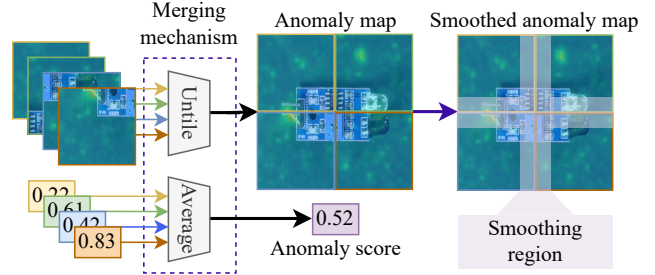 Merging
mechanism
Anomaly map
Smoothed anomaly map
Untile
0.22
0.61
0.42
0.83
Average
0.52
Anomaly score
Smoothing
region